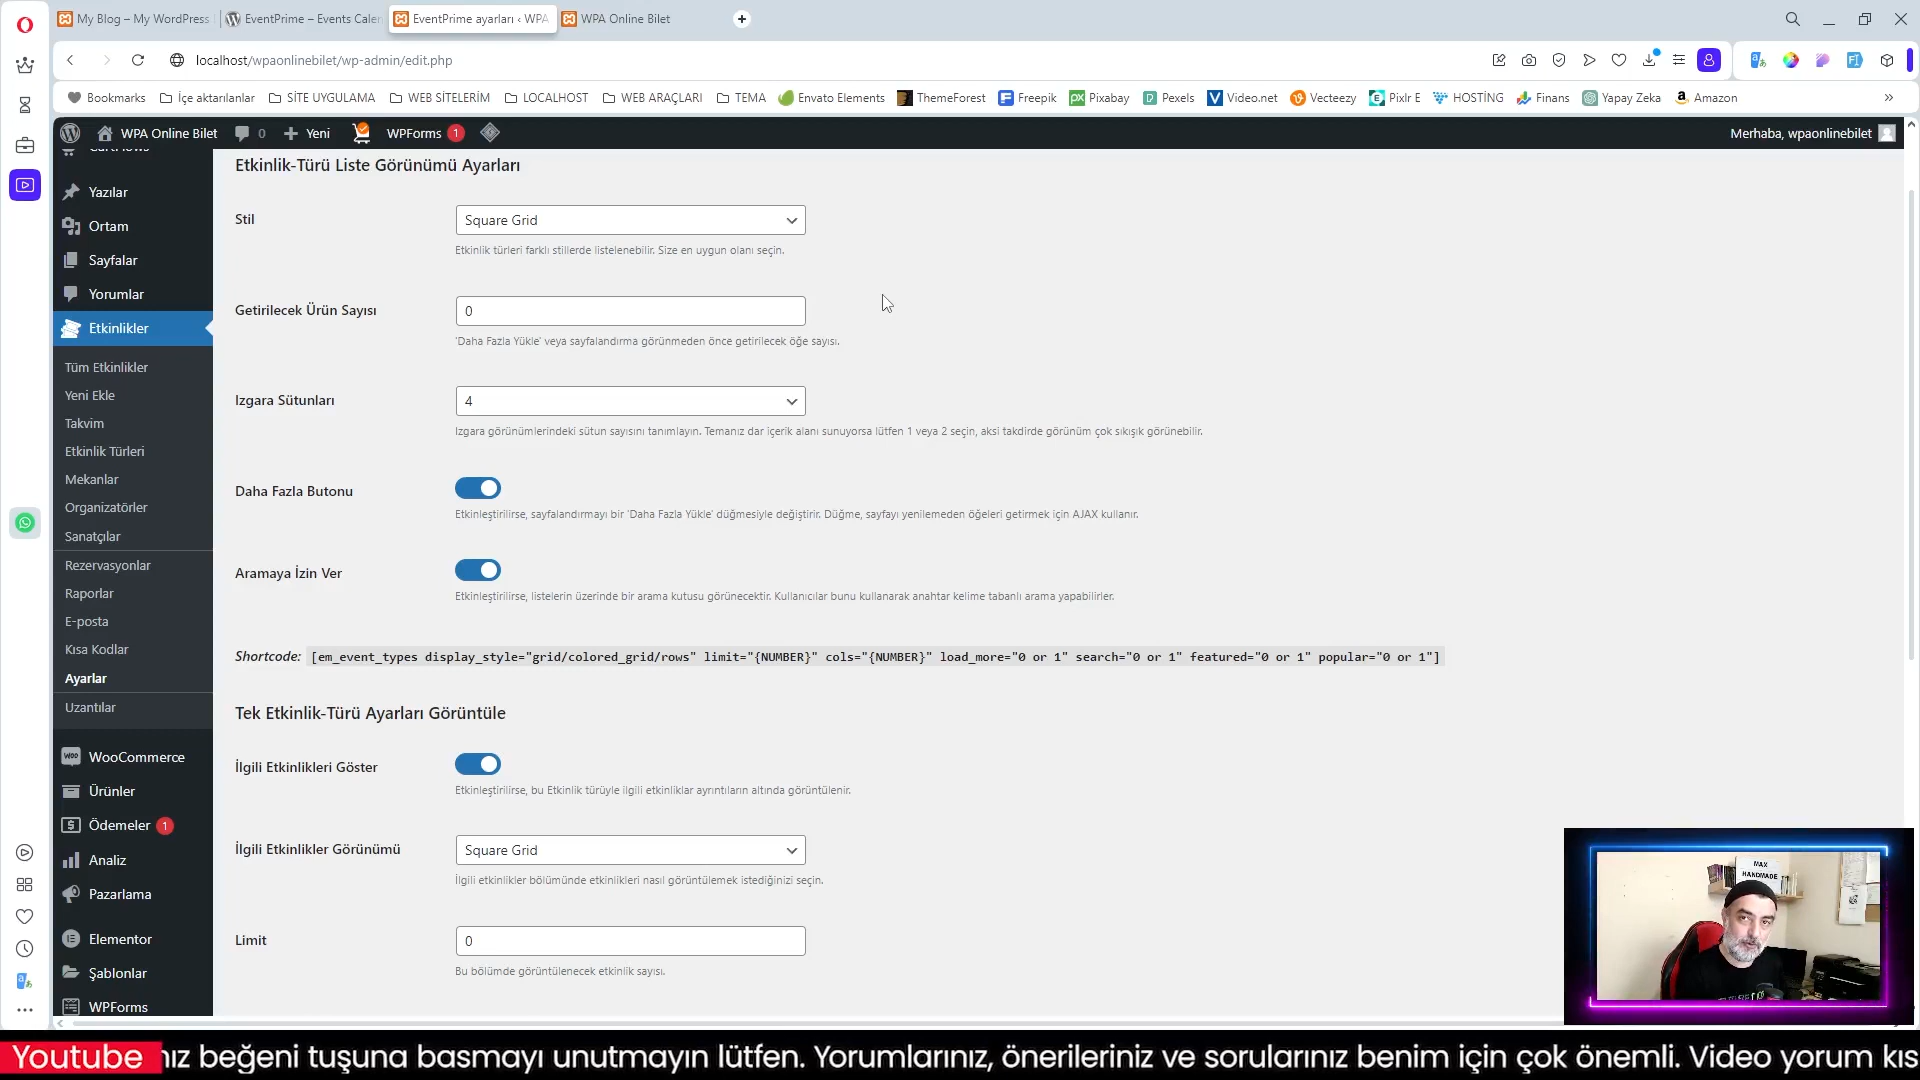 My Blog – My WordPress
EventPrime – Events Calen
EventPrime ayarları ‹ WPA
WPA Online Bilet
localhost/wpaonlinebilet/wp-admin/edit.php
Bookmarks
İçe aktarılanlar
SİTE UYGULAMA
WEB SİTELERİM
LOCALHOST
WEB ARAÇLARI
TEMA
Envato Elements
ThemeForest
Freepik
Pixabay
Pexels
Video.net
Vecteezy
Pixlr E
HOSTİNG
Finans
Yapay Zeka
Amazon
WPA Online Bilet
0
Yeni
WPForms 1
Merhaba, wpaonlinebilet
Yazılar
Ortam
Sayfalar
Yorumlar
Etkinlikler
Tüm Etkinlikler
Yeni Ekle
Takvim
Etkinlik Türleri
Mekanlar
Organizatörler
Sanatçılar
Rezervasyonlar
Raporlar
E-posta
Kısa Kodlar
Ayarlar
Uzantılar
WooCommerce
Ürünler
Ödemeler 1
Analiz
Pazarlama
Elementor
Şablonlar
WPForms
Etkinlik-Türü Liste Görünümü Ayarları
Stil
Square Grid
Etkinlik türleri farklı stillerde listelenebilir. Size en uygun olanı seçin.
Getirilecek Ürün Sayısı
0
'Daha Fazla Yükle' veya sayfalandırma görünmeden önce getirilecek öğe sayısı.
Izgara Sütunları
4
Izgara görünümlerindeki sütun sayısını tanımlayın. Temanız dar içerik alanı sunuyorsa lütfen 1 veya 2 seçin, aksi takdirde görünüm çok sıkışık görünebilir.
Daha Fazla Butonu
Etkinleştirilirse, sayfalandırmayı bir 'Daha Fazla Yükle' düğmesiyle değiştirir. Düğme, sayfayı yenilemeden öğeleri getirmek için AJAX kullanır.
Aramaya İzin Ver
Etkinleştirilirse, listelerin üzerinde bir arama kutusu görünecektir. Kullanıcılar bunu kullanarak anahtar kelime tabanlı arama yapabilirler.
Shortcode: [em_event_types display_style="grid/colored_grid/rows" limit="{NUMBER}" cols="{NUMBER}" load_more="0 or 1" search="0 or 1" featured="0 or 1" popular="0 or 1"]
Tek Etkinlik-Türü Ayarları Görüntüle
İlgili Etkinlikleri Göster
Etkinleştirilirse, bu Etkinlik türüyle ilgili etkinlikler ayrıntıların altında görüntülenir.
İlgili Etkinlikler Görünümü
Square Grid
İlgili etkinlikler bölümünde etkinlikleri nasıl görüntülemek istediğinizi seçin.
Limit
0
Bu bölümde görüntülenecek etkinlik sayısı.
MAX
HANDMADE
Youtube
ız beğeni tuşuna basmayı unutmayın lütfen. Yorumlarınız, önerileriniz ve sorularınız benim için çok önemli. Video yorum kıs